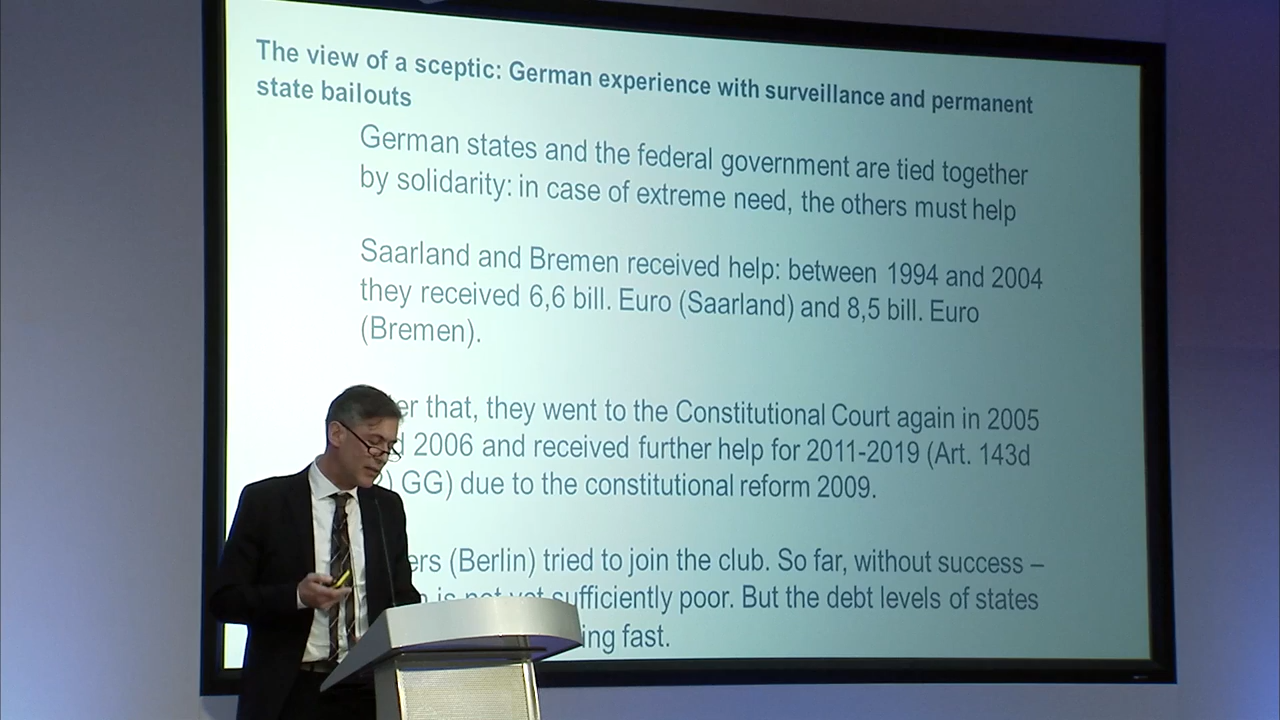 The view of a sceptic: German experience with surveillance and permanent
state bailouts
German states and the federal government are tied together
by solidarity: in case of extreme need, the others must help
Saarland and Bremen received help: between 1994 and 2004
they received 6,6 bill. Euro (Saarland) and 8,5 bill. Euro
(Bremen).
that, they went to the Constitutional Court again in 2005
2006 and received further help for 2011-2019 (Art. 143d
GG) due to the constitutional reform 2009.
(Berlin) tried to join the club. So far, without success –
is not yet sufficiently poor. But the debt levels of states
fast.